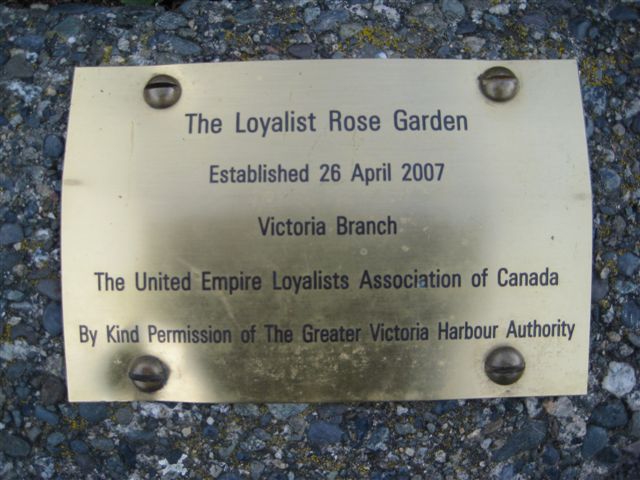 The Loyalist Rose Garden
Established 26 April 2007
Victoria Branch
The United Empire Loyalists Association of Canada
By Kind Permission of The Greater Victoria Harbour Authority